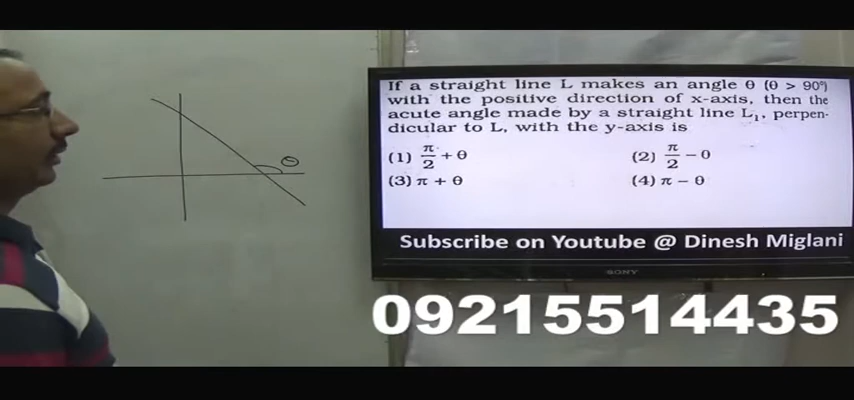 If a straight line L makes an angle θ (θ > 90°)
with the positive direction of x-axis, then the
acute angle made by a straight line L₁, perpen-
dicular to L, with the y-axis is
(1) π/2 + θ (2) π/2 − θ
(3) π + θ (4) π − θ
θ
Subscribe on Youtube @ Dinesh Miglani
SONY
09215514435